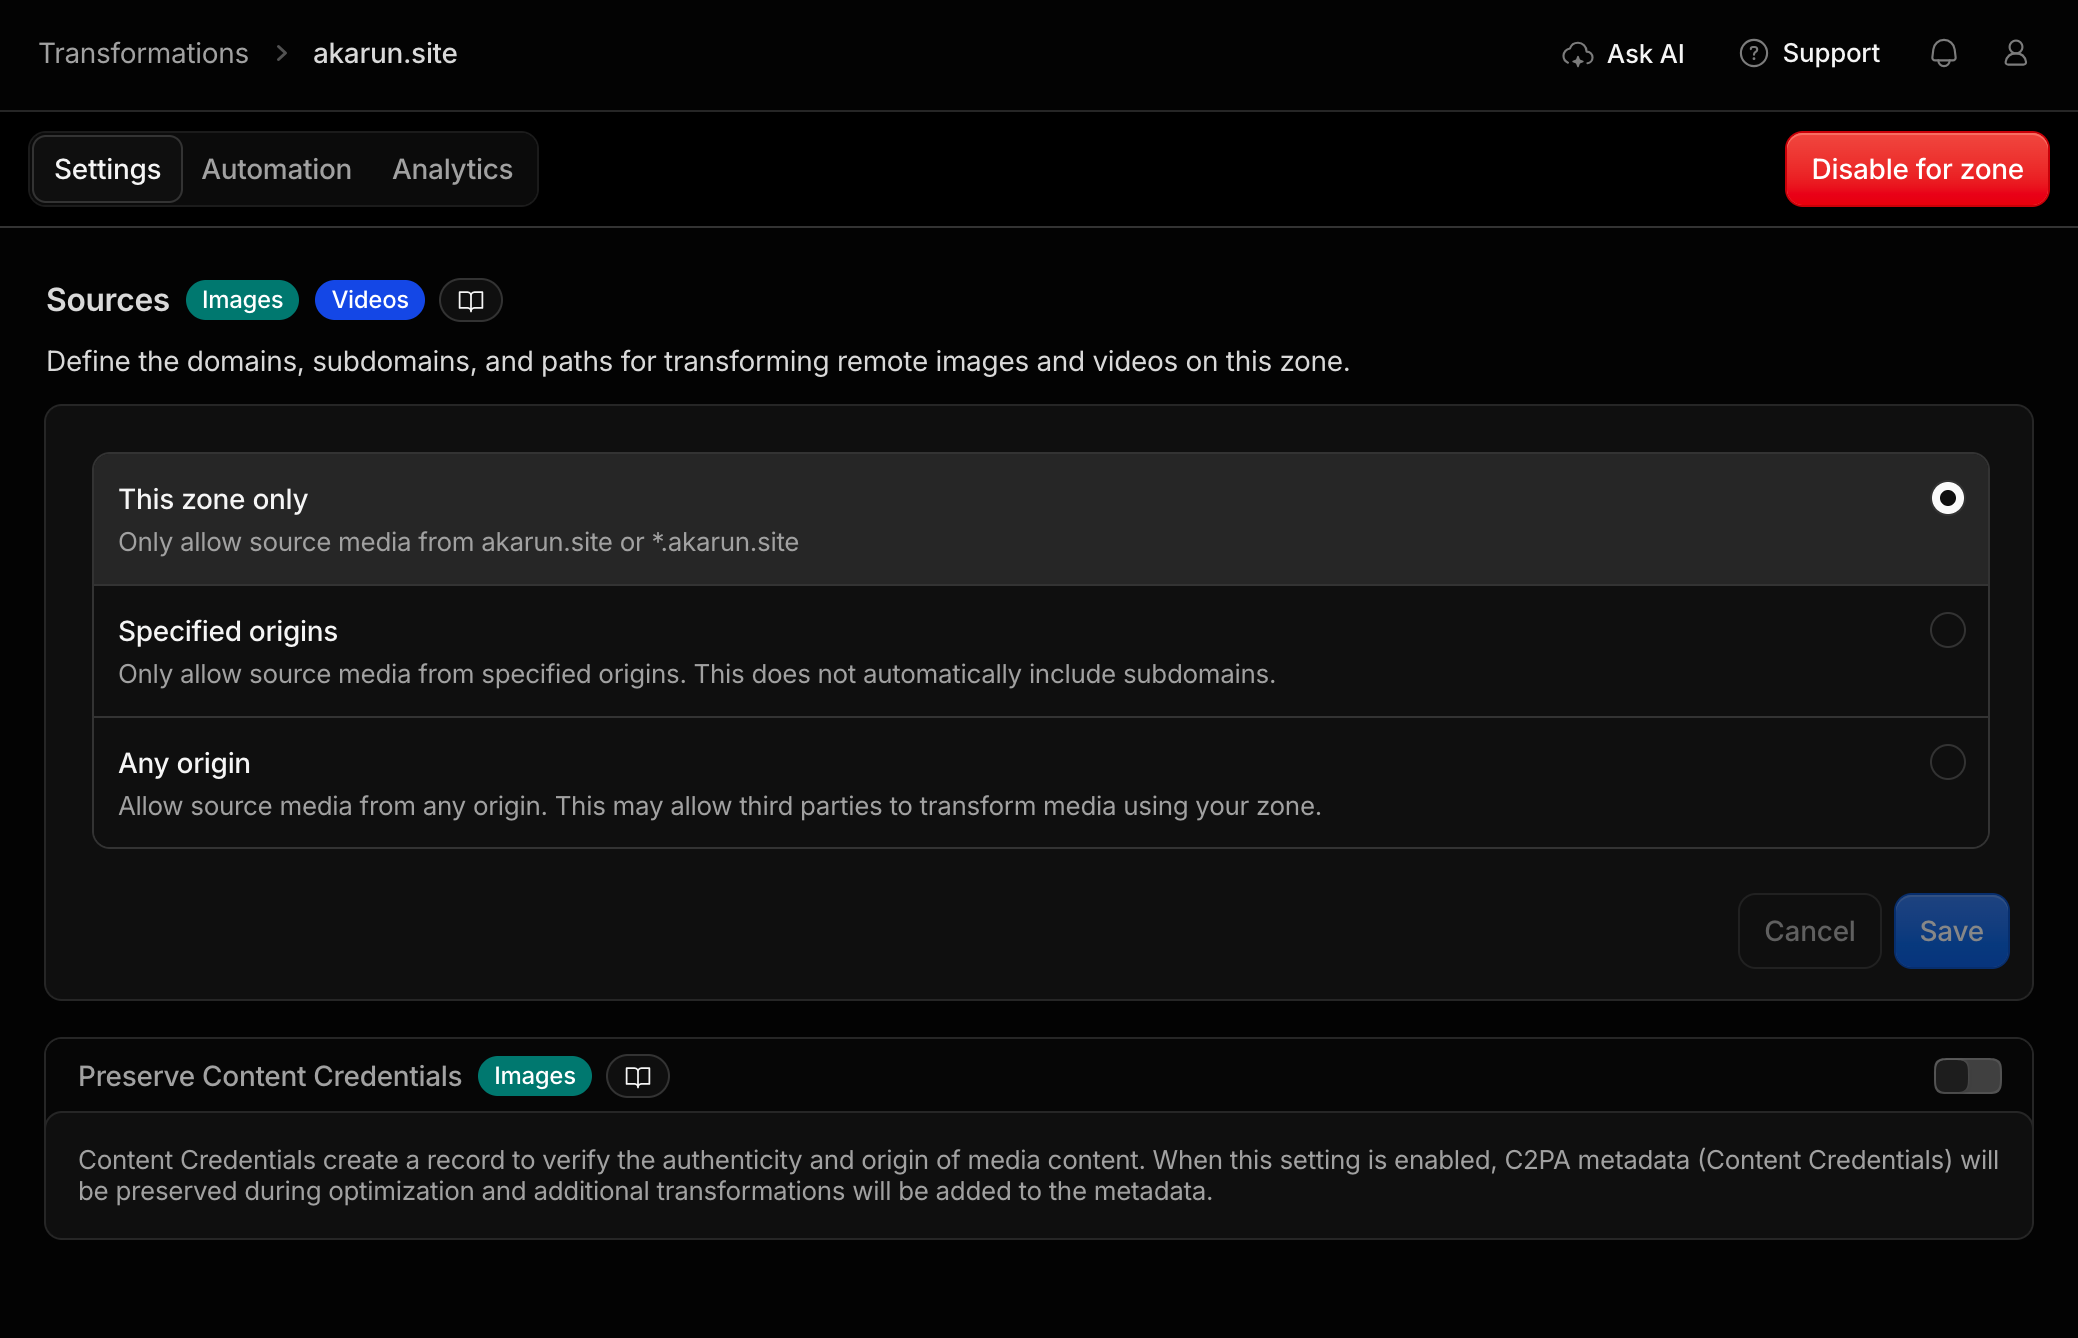 Transformations > akarun.site
Ask AI
Support
Settings
Automation
Analytics
Disable for zone
Sources
Images
Videos
Define the domains, subdomains, and paths for transforming remote images and videos on this zone.
This zone only
Only allow source media from akarun.site or *.akarun.site
Specified origins
Only allow source media from specified origins. This does not automatically include subdomains.
Any origin
Allow source media from any origin. This may allow third parties to transform media using your zone.
Cancel
Save
Preserve Content Credentials
Images
Content Credentials create a record to verify the authenticity and origin of media content. When this setting is enabled, C2PA metadata (Content Credentials) will
be preserved during optimization and additional transformations will be added to the metadata.